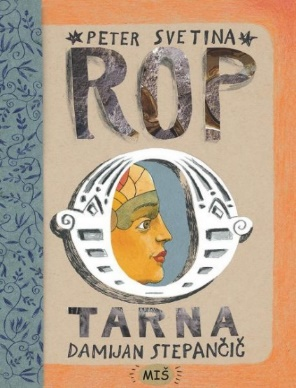 PETER SVETINA
ROP
O
TARNA
DAMIJAN STEPANČIČ
MIŠ